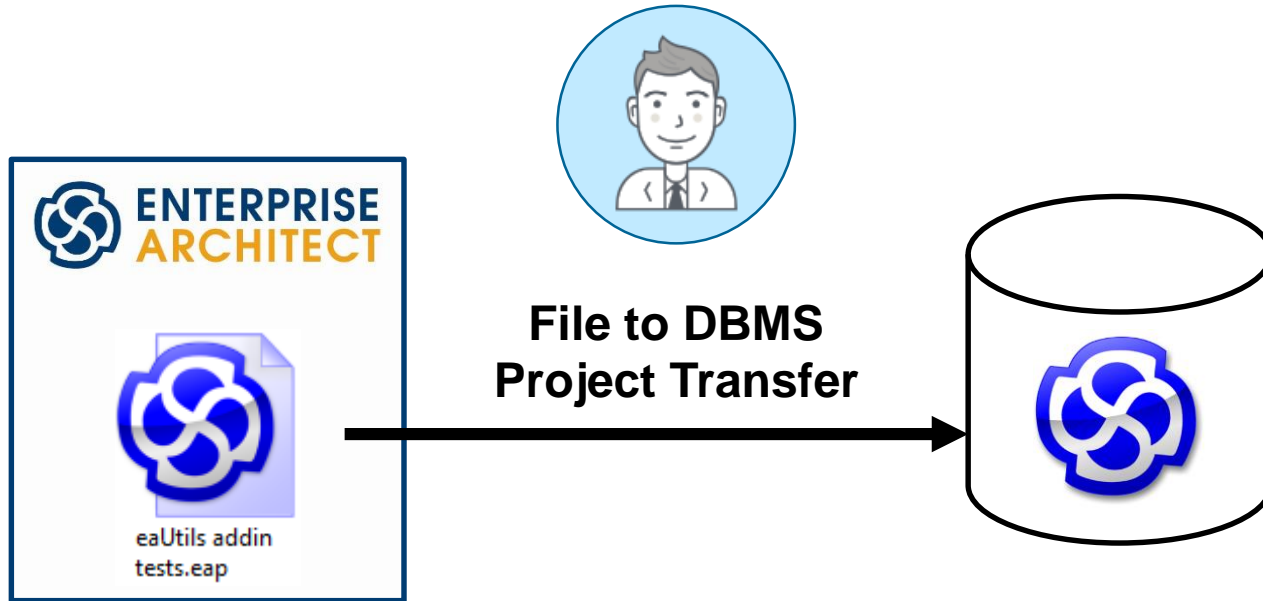 ENTERPRISE
ARCHITECT
File to DBMS
Project Transfer
eaUtils addin
tests.eap